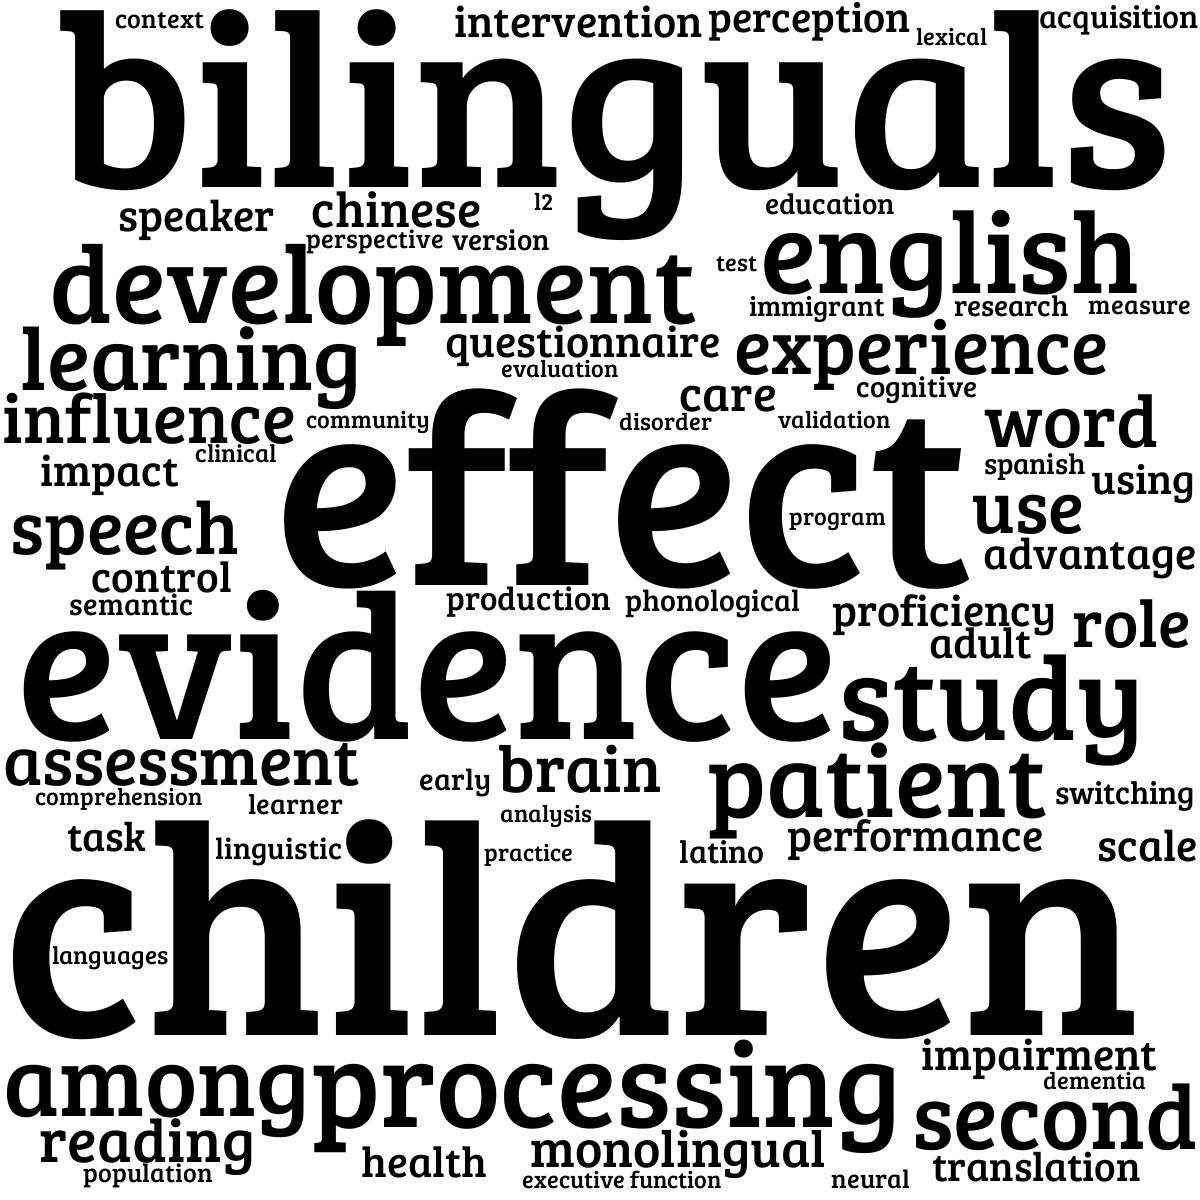 context
intervention
perception
lexical
acquisition
bilinguals
speaker
chinese
l2
education
perspective
version
english
development
test
immigrant
research
measure
learning
questionnaire
experience
evaluation
care
cognitive
influence
community
disorder
validation
word
clinical
effect
impact
spanish
using
speech
program
use
control
advantage
semantic
production
phonological
proficiency
role
adult
evidence
study
assessment
early
brain
patient
switching
comprehension
learner
analysis
task
linguistic
practice
latino
performance
scale
children
languages
impairment
dementia
among
processing
second
reading
health
monolingual
translation
population
executive function
neural